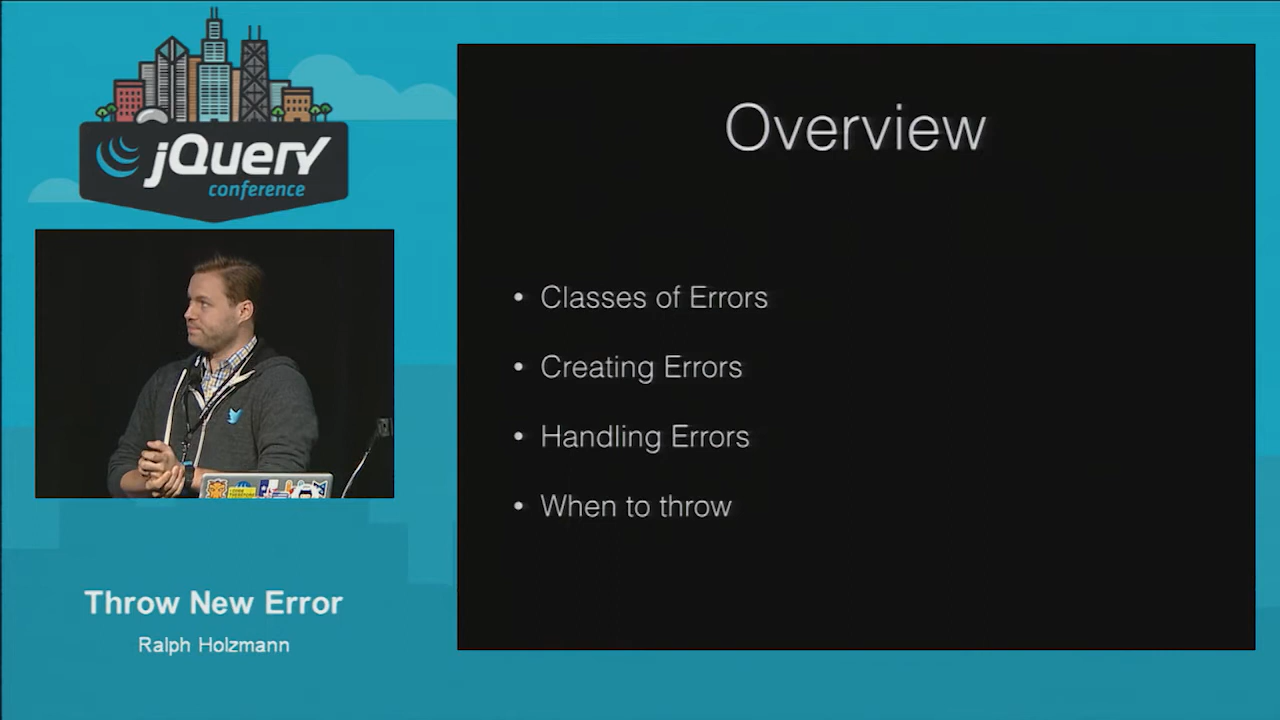 jQuery
conference
Throw New Error
Ralph Holzmann
Overview
• Classes of Errors
• Creating Errors
• Handling Errors
• When to throw